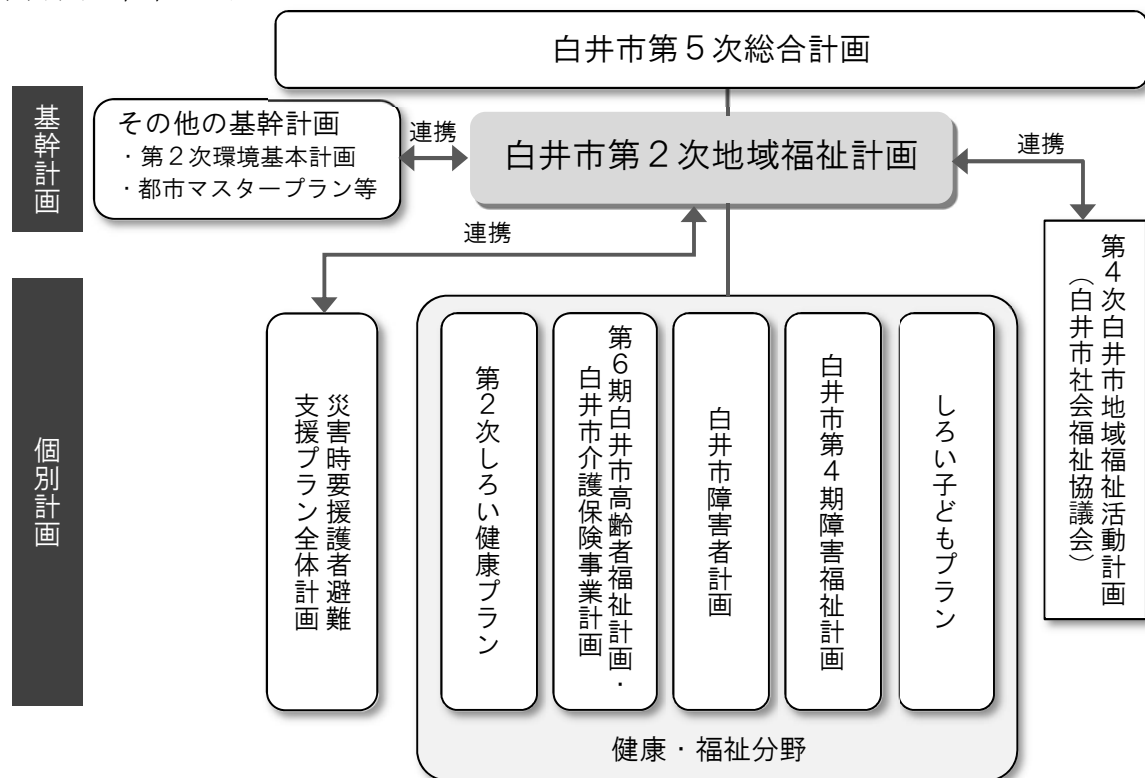 白井市第５次総合計画
基幹計画
その他の基幹計画
・第２次環境基本計画
・都市マスタープラン等
連携
白井市第２次地域福祉計画
連携
連携
個別計画
災害時要援護者避難
支援プラン全体計画
第２次しろい健康プラン
第６期白井市高齢者福祉計画・
白井市介護保険事業計画
白井市障害者計画
白井市第４期障害福祉計画
しろい子どもプラン
第４次白井市地域福祉活動計画
（白井市社会福祉協議会）
健康・福祉分野